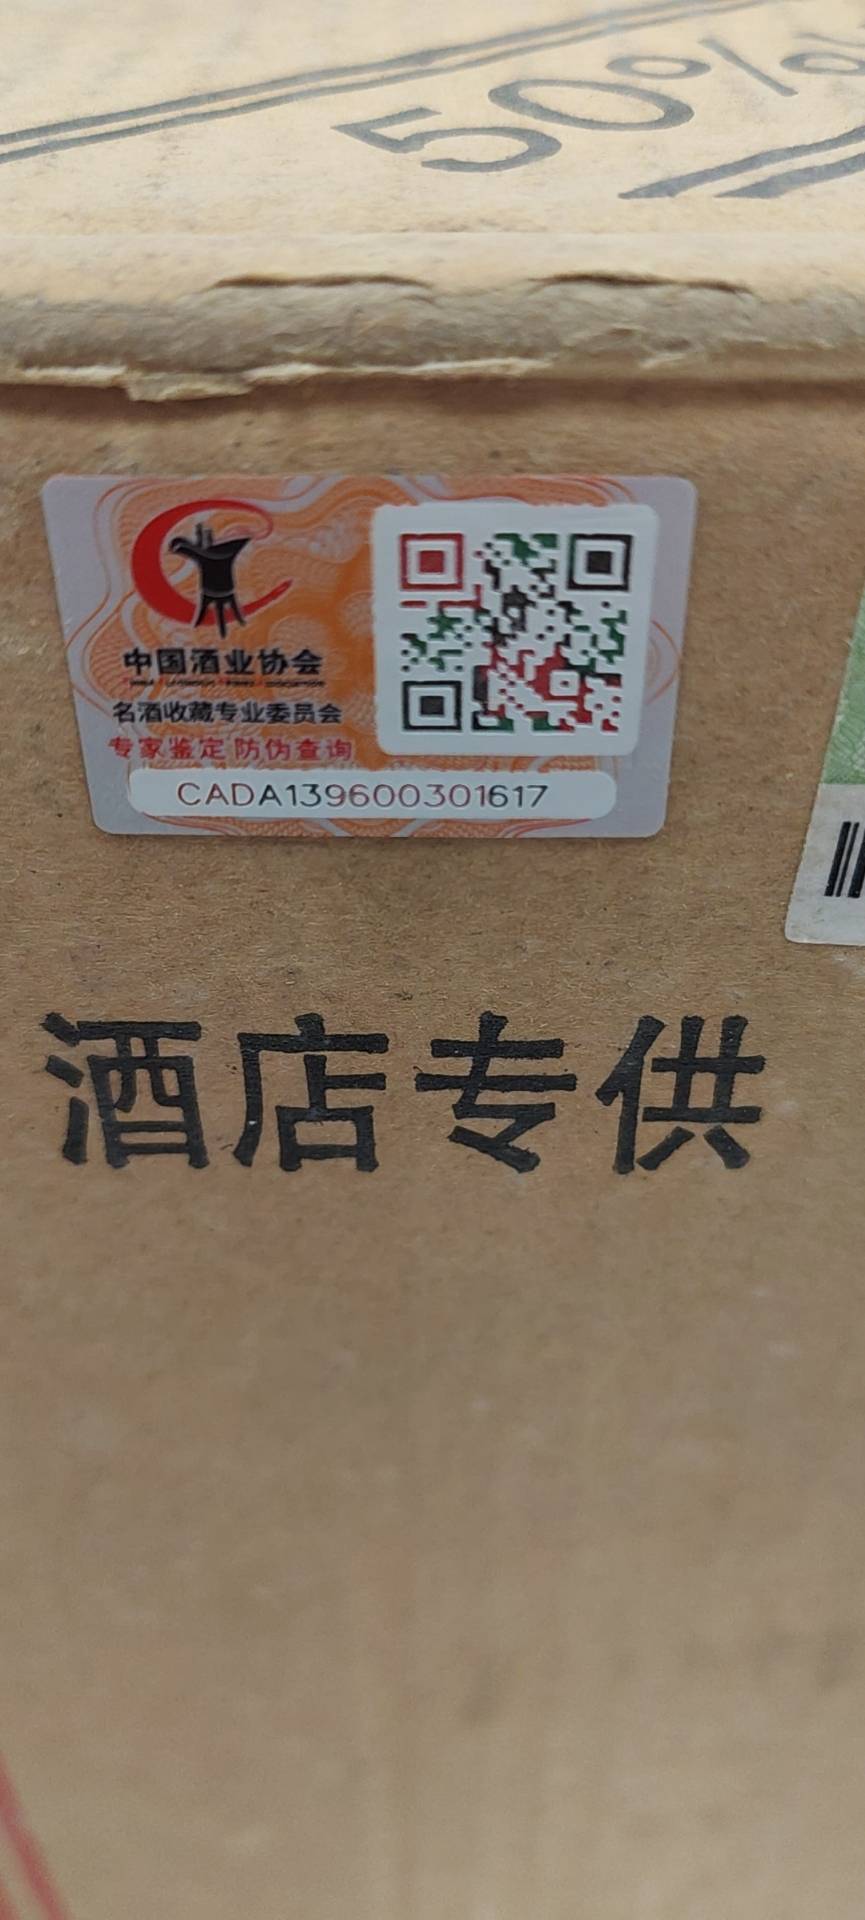 50%
中国酒业协会
名酒收藏专业委员会
专家鉴定 防伪查询
CADA139600301617
酒店专供